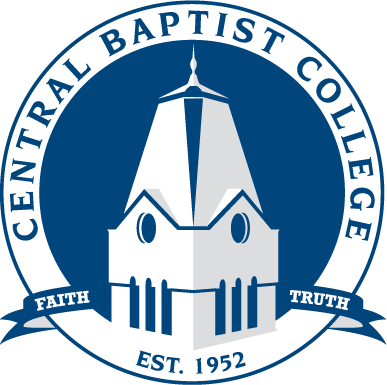 CENTRAL BAPTIST COLLEGE
FAITH
TRUTH
EST. 1952